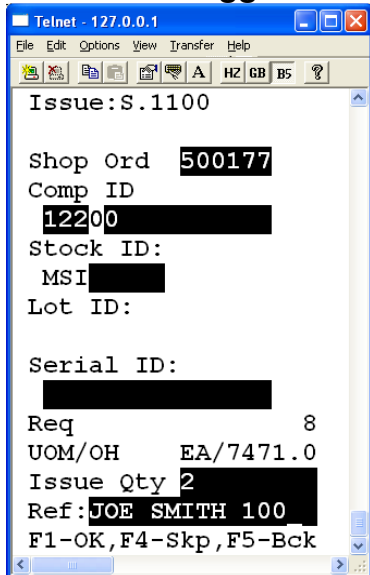 Telnet - 127.0.0.1
File Edit Options View Transfer Help
A HZ GB B5 ?
Issue:S.1100
Shop Ord 500177
Comp ID
12200
Stock ID:
MSI
Lot ID:
Serial ID:
Req 8
UOM/OH EA/7471.0
Issue Qty 2
Ref:JOE SMITH 100_
F1-OK,F4-Skp,F5-Bck